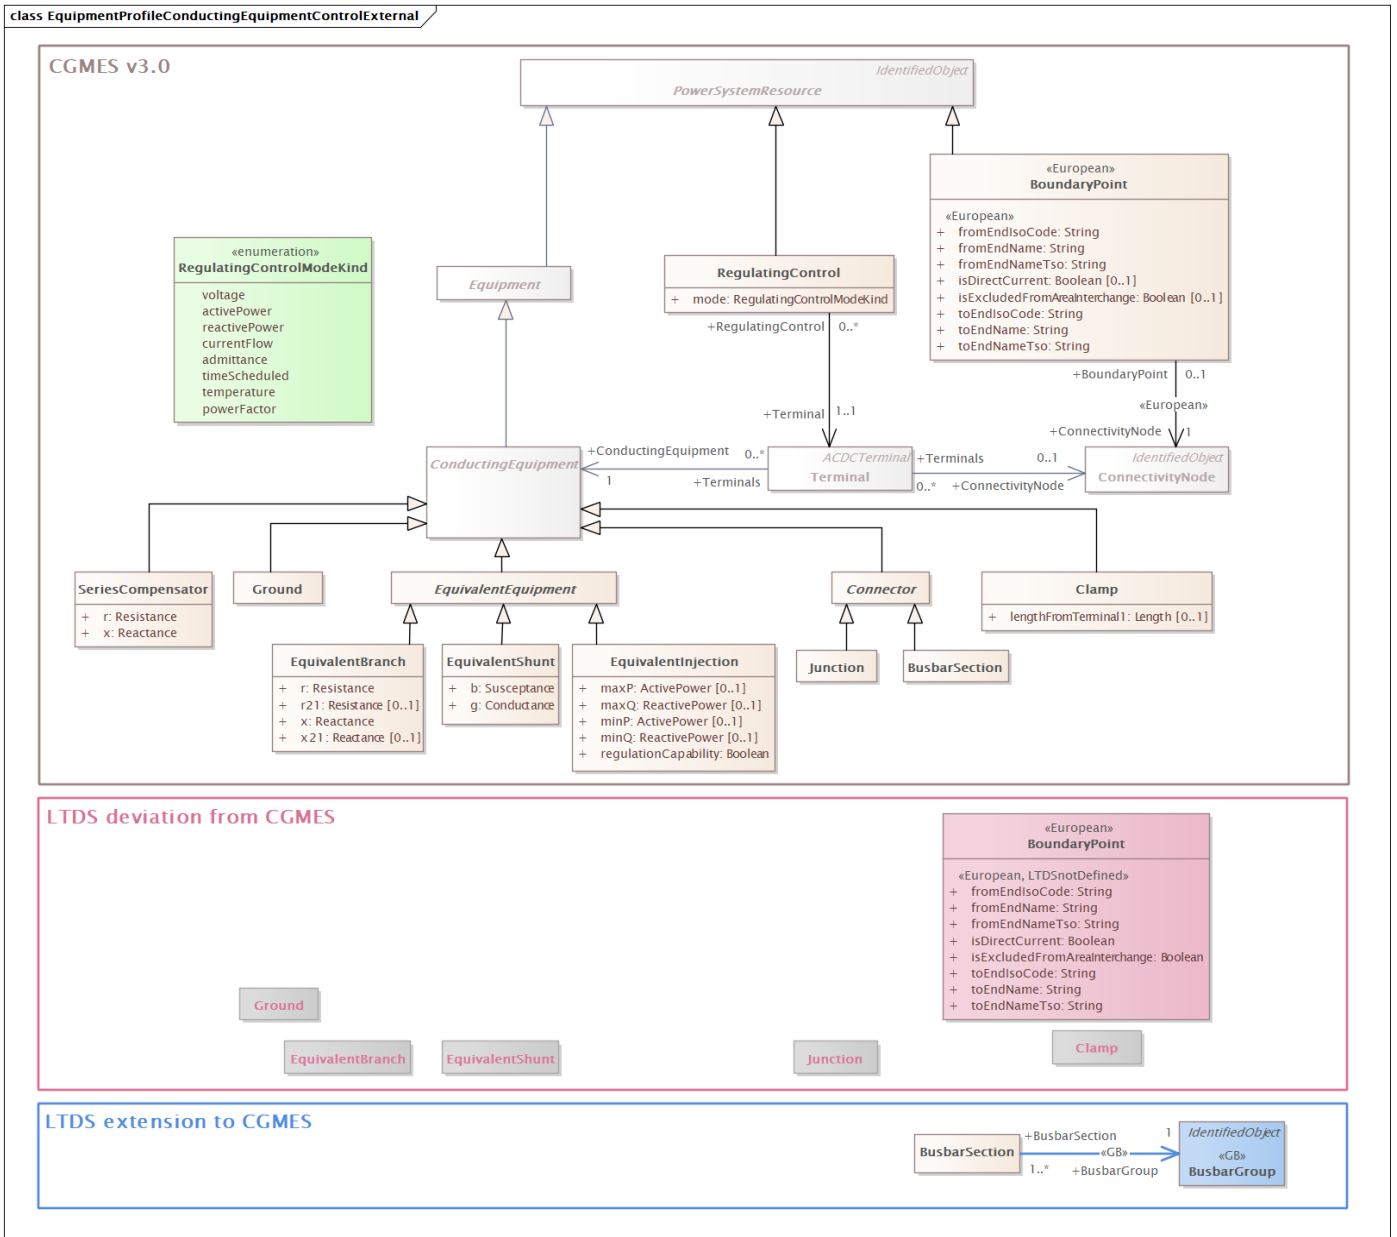 class EquipmentProfileConductingEquipmentControlExternal
CGMES v3.0
IdentifiedObject
PowerSystemResource
«European»
BoundaryPoint
«European»
+ fromEndIsoCode: String
+ fromEndName: String
+ fromEndNameTso: String
+ isDirectCurrent: Boolean [0..1]
+ isExcludedFromAreaInterchange: Boolean [0..1]
+ toEndIsoCode: String
+ toEndName: String
+ toEndNameTso: String
«enumeration»
RegulatingControlModeKind
voltage
activePower
reactivePower
currentFlow
admittance
timeScheduled
temperature
powerFactor
Equipment
RegulatingControl
+ mode: RegulatingControlModeKind
+RegulatingControl 0..*
+BoundaryPoint 0..1
«European»
+Terminal 1..1
+ConnectivityNode 1
ConductingEquipment
+ConductingEquipment 0..*
1 +Terminals
ACDCTerminal
Terminal
+Terminals 0..1
0..* +ConnectivityNode
IdentifiedObject
ConnectivityNode
SeriesCompensator
+ r: Resistance
+ x: Reactance
Ground
EquivalentEquipment
Connector
Clamp
+ lengthFromTerminal1: Length [0..1]
EquivalentBranch
+ r: Resistance
+ r21: Resistance [0..1]
+ x: Reactance
+ x21: Reactance [0..1]
EquivalentShunt
+ b: Susceptance
+ g: Conductance
EquivalentInjection
+ maxP: ActivePower [0..1]
+ maxQ: ReactivePower [0..1]
+ minP: ActivePower [0..1]
+ minQ: ReactivePower [0..1]
+ regulationCapability: Boolean
Junction
BusbarSection
LTDS deviation from CGMES
«European»
BoundaryPoint
«European, LTDSnotDefined»
+ fromEndIsoCode: String
+ fromEndName: String
+ fromEndNameTso: String
+ isDirectCurrent: Boolean
+ isExcludedFromAreaInterchange: Boolean
+ toEndIsoCode: String
+ toEndName: String
+ toEndNameTso: String
Ground
EquivalentBranch
EquivalentShunt
Junction
Clamp
LTDS extension to CGMES
BusbarSection
+BusbarSection 1
«GB»
1..* +BusbarGroup
IdentifiedObject
«GB»
BusbarGroup